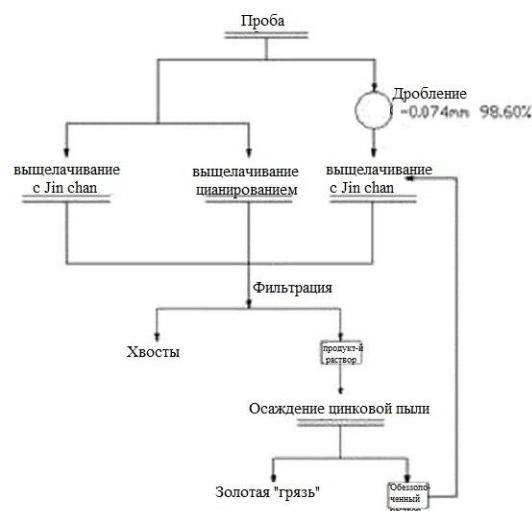 Проба
Дробление
-0.074mm 98.60%
выщелачивание
с Jin chan
выщелачивание
цианированием
выщелачивание
с Jin chan
Фильтрация
Хвосты
продукт-й
раствор
Осаждение цинковой пыли
Золотая "грязь"
Обеззоло-
ченный
раствор